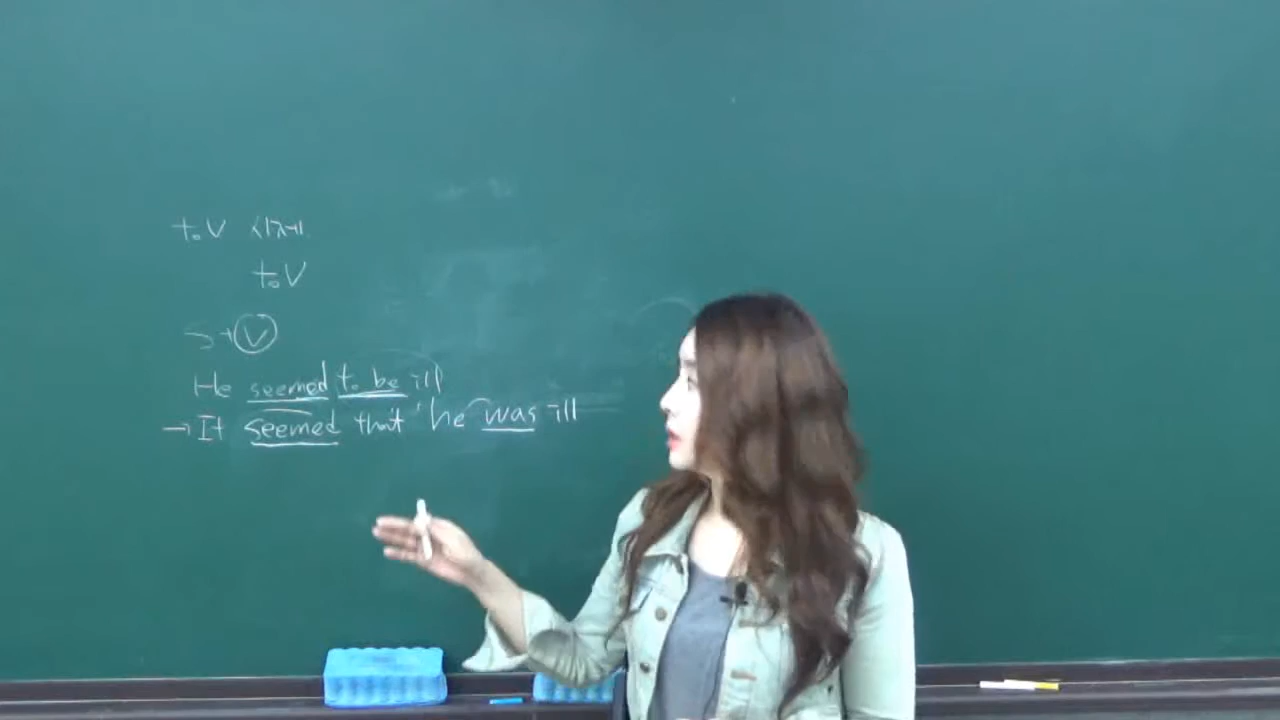 to V 시제
to V
S + V
He seemed to be ill
→ It seemed that he was ill